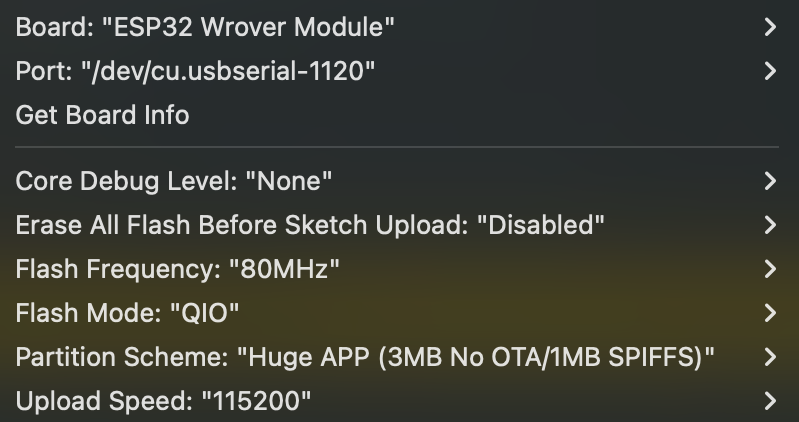 Board: "ESP32 Wrover Module"
Port: "/dev/cu.usbserial-1120"
Get Board Info
Core Debug Level: "None"
Erase All Flash Before Sketch Upload: "Disabled"
Flash Frequency: "80MHz"
Flash Mode: "QIO"
Partition Scheme: "Huge APP (3MB No OTA/1MB SPIFFS)"
Upload Speed: "115200"